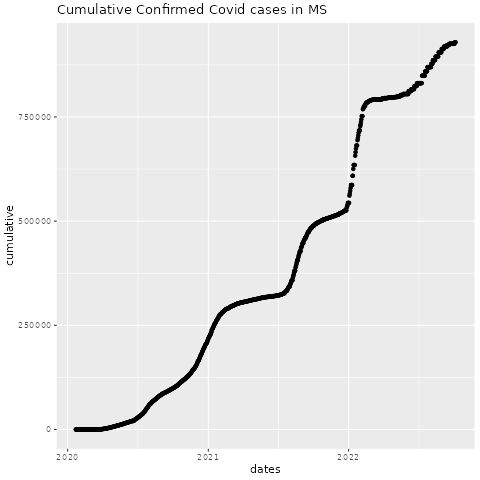 Cumulative Confirmed Covid cases in MS
cumulative
750000
500000
250000
0
2020
2021
2022
dates